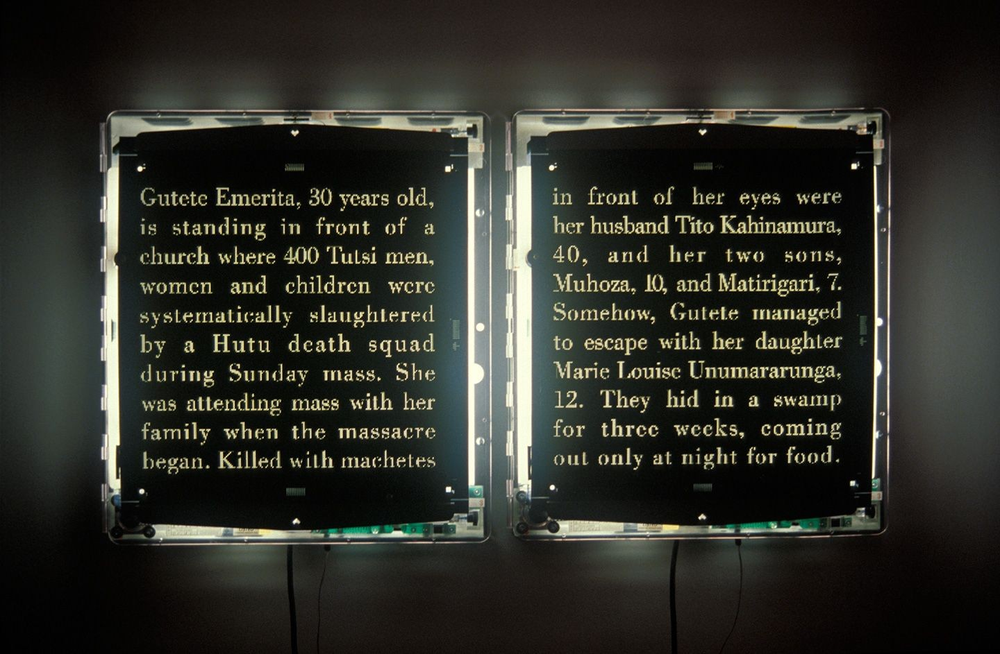 Gutete Emerita, 30 years old,
is standing in front of a
church where 400 Tutsi men,
women and children were
systematically slaughtered
by a Hutu death squad
during Sunday mass. She
was attending mass with her
family when the massacre
began. Killed with machetes
in front of her eyes were
her husband Tito Kahinamura,
40, and her two sons,
Muhoza, 10, and Matirigari, 7.
Somehow, Gutete managed
to escape with her daughter
Marie Louise Unumararunga,
12. They hid in a swamp
for three weeks, coming
out only at night for food.